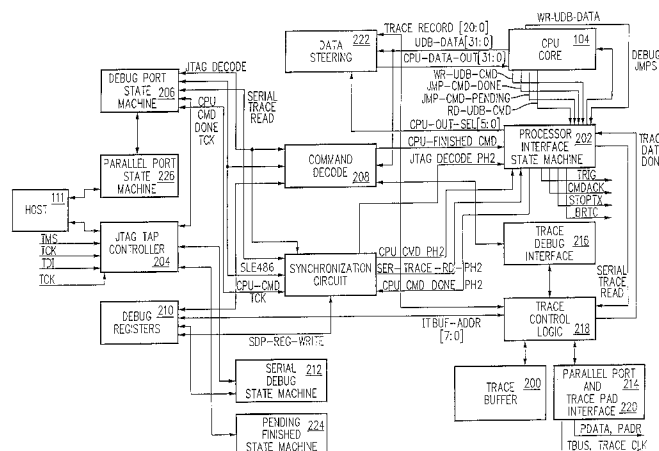 TRACE RECORD [20:0]
WR-UDB-DATA
UDB-DATA[31:0]
CPU-DATA-OUT[31:0]
DATA STEERING 222
CPU CORE 104
DEBUG JMPS
JTAG DECODE
SERIAL TRACE READ
WR-UDB-CMD
JMP-CMD-DONE
JMP-CMD-PENDING
RD-UDB-CMD
DEBUG PORT
STATE
MACHINE 206
CPU CMD DONE TCK
CPU-OUT-SEL[5:0]
CPU-FINISHED CMD
JTAG DECODE PH2
PROCESSOR
INTERFACE 202
STATE MACHINE
TRAC
DATA
DON
PARALLEL PORT
STATE 226
MACHINE
COMMAND
DECODE 208
TRIG
CMDACK
STOPTX
BRTC
HOST 111
TMS
TCK
TDI
TCK
JTAG TAP
CONTROLLER
204
SLE486
CPU-CMD
TCK
SYNCHRONIZATION
CIRCUIT
CPU CVD PH2
SER-TRACE-RD-PH2
CPU CMD DONE PH2
TRACE
DEBUG 216
INTERFACE
SERIAL
TRACE
READ
DEBUG 210
REGISTERS
SDP-REG-WRITE
ITBUF-ADDR
[7:0]
TRACE
CONTROL
LOGIC 218
SERIAL 212
DEBUG
STATE MACHINE
PENDING
FINISHED 224
STATE MACHINE
TRACE 200
BUFFER
PARALLEL PORT
AND 214
TRACE PAD
INTERFACE 220
PDATA, PADR
TBUS, TRACE CLK